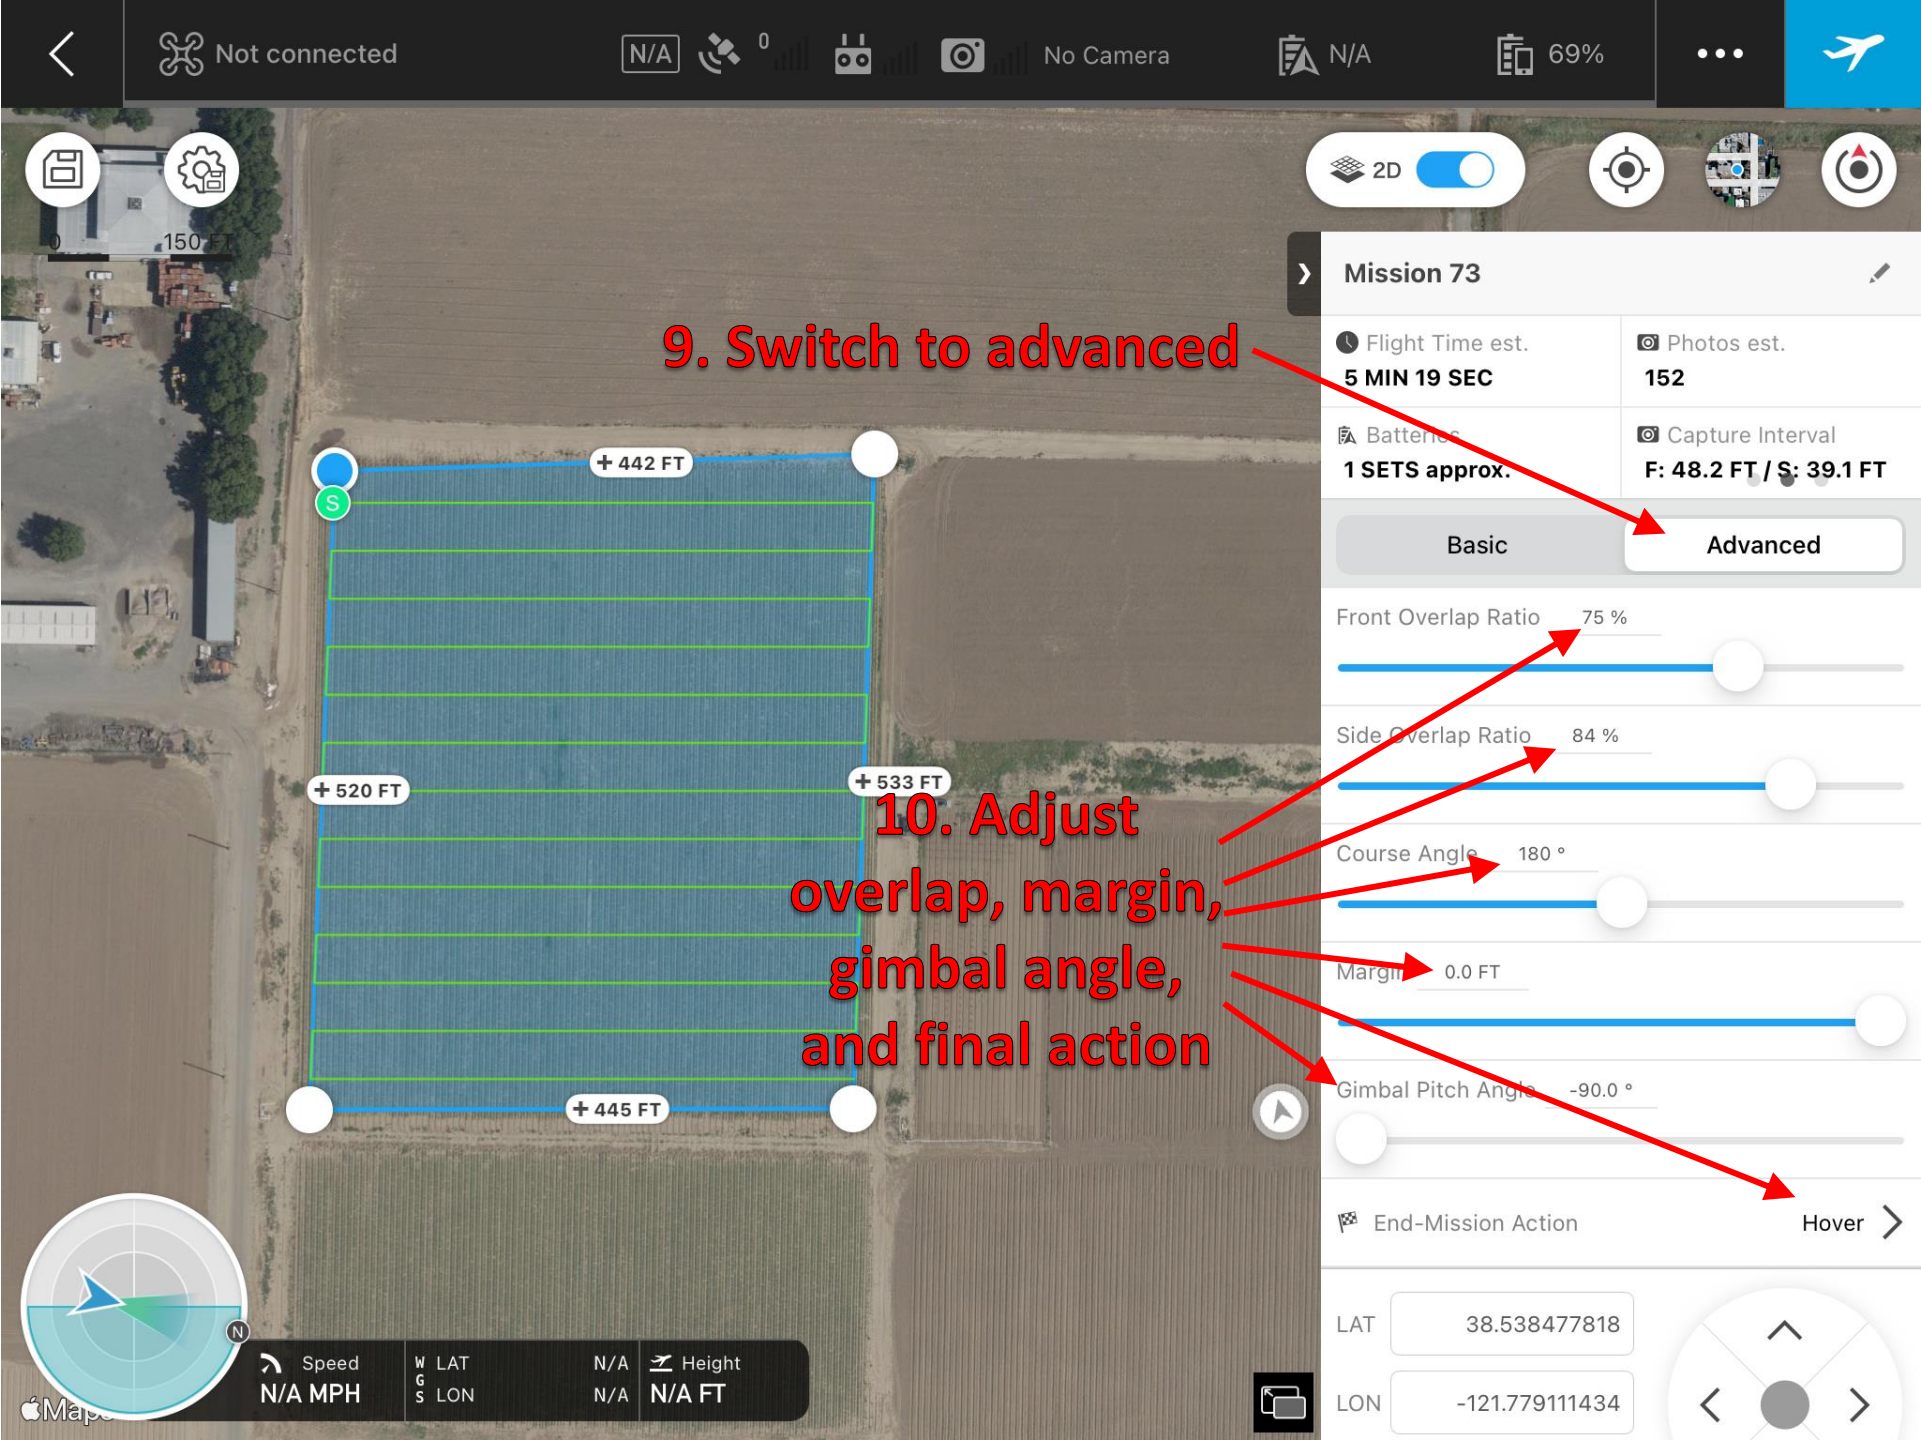 Not connected
N/A
0
No Camera
N/A
69%
2D
0 150 FT
Mission 73
Flight Time est.
5 MIN 19 SEC
Photos est.
152
Batteries
1 SETS approx.
Capture Interval
F: 48.2 FT / S: 39.1 FT
Basic
Advanced
Front Overlap Ratio 75 %
Side Overlap Ratio 84 %
Course Angle 180 °
Margin 0.0 FT
Gimbal Pitch Angle -90.0 °
End-Mission Action Hover
LAT 38.538477818
LON -121.779111434
9. Switch to advanced
10. Adjust
overlap, margin,
gimbal angle,
and final action
+ 442 FT
S
+ 520 FT
+ 533 FT
+ 445 FT
N
Speed
N/A MPH
WGS
LAT N/A
LON N/A
Height
N/A FT
Maps